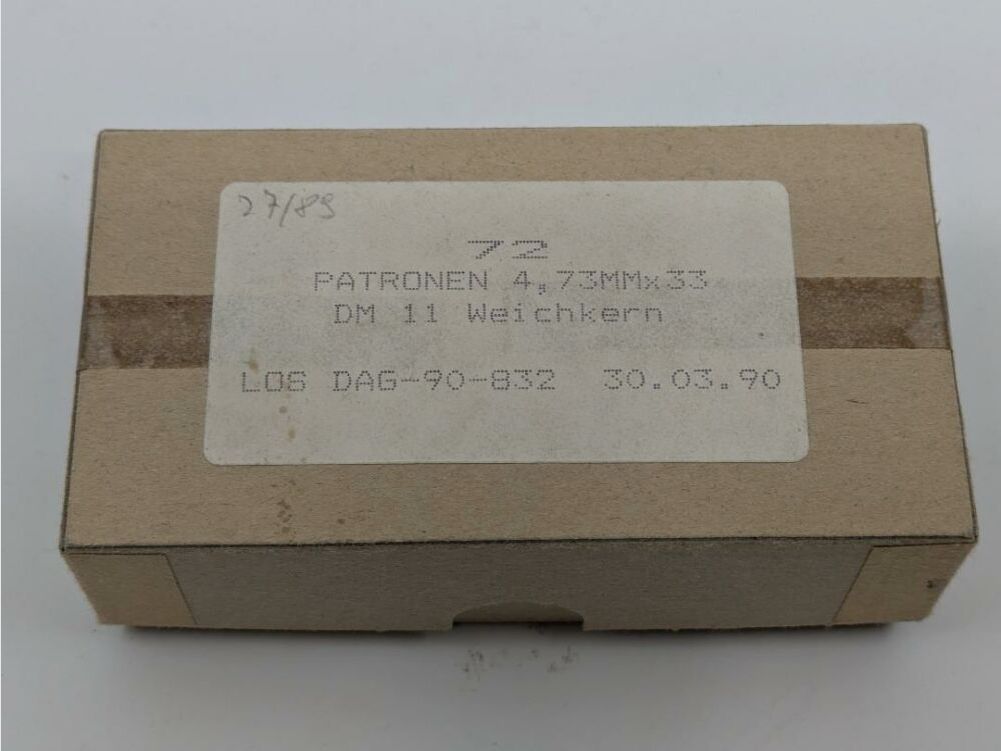 27/89
72
PATRONEN 4,73MMx33
DM 11 Weichkern
LOS DAG-90-832 30.03.90